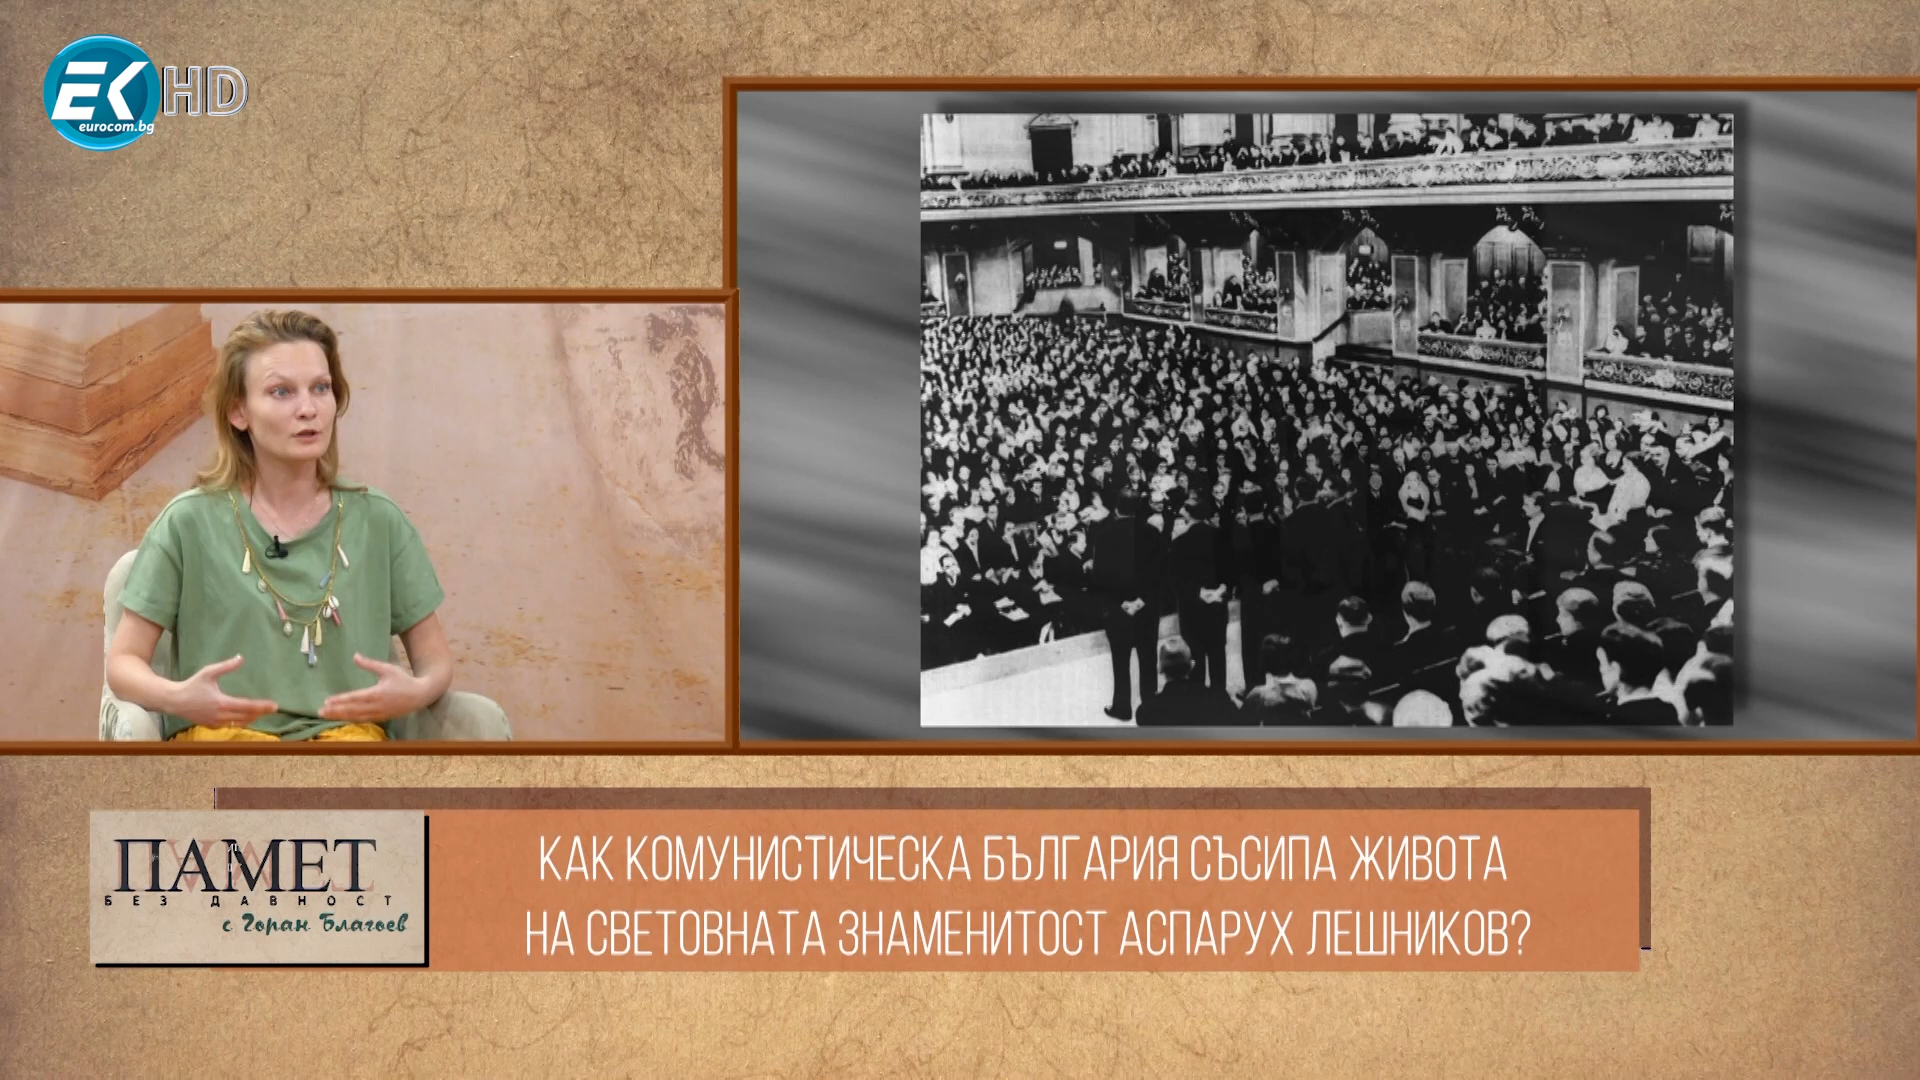 EK HD
eurocom.bg
ПАМЕТ
БЕЗ ДАВНОСТ
с Горан Благоев
КАК КОМУНИСТИЧЕСКА БЪЛГАРИЯ СЪСИПА ЖИВОТА
НА СВЕТОВНАТА ЗНАМЕНИТОСТ АСПАРУХ ЛЕШНИКОВ?